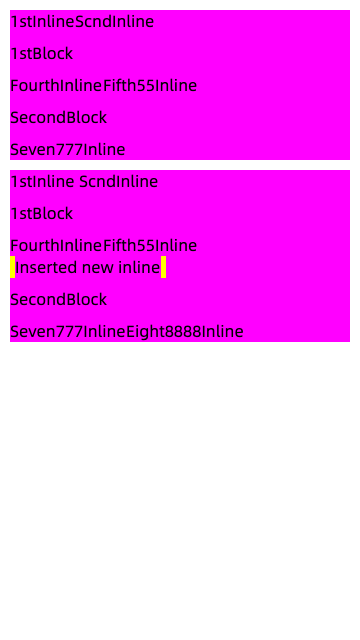 1stInlineScndInline
1stBlock
FourthInlineFifth55Inline
SecondBlock
Seven777Inline
1stInline ScndInline
1stBlock
FourthInlineFifth55Inline
Inserted new inline
SecondBlock
Seven777InlineEight8888Inline